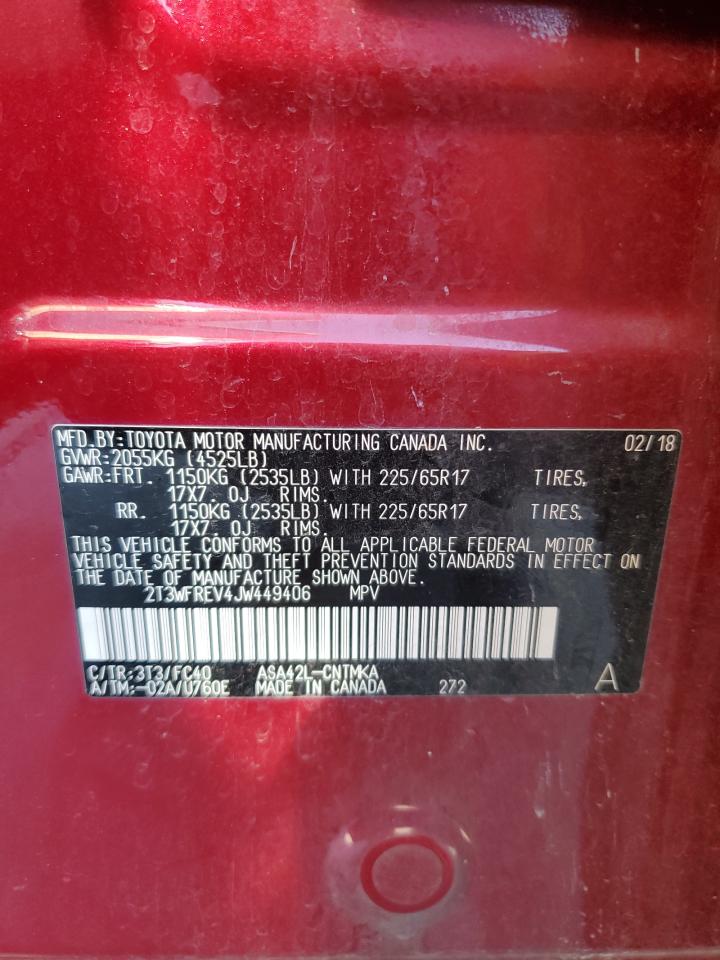 MFD.BY:TOYOTA MOTOR MANUFACTURING CANADA INC. 02/18
GVWR:2055KG (4525LB)
GAWR:FRT. 1150KG (2535LB) WITH 225/65R17 TIRES,
17X7. 0J RIMS.
RR. 1150KG (2535LB) WITH 225/65R17 TIRES,
17X7. 0J RIMS.
THIS VEHICLE CONFORMS TO ALL APPLICABLE FEDERAL MOTOR
VEHICLE SAFETY AND THEFT PREVENTION STANDARDS IN EFFECT ON
THE DATE OF MANUFACTURE SHOWN ABOVE.
2T3WFREV4JW449406 MPV
C/TR:3T3/FC40 ASA42L-CNTMKA
A/TM:-02A/U760E MADE IN CANADA 272 A